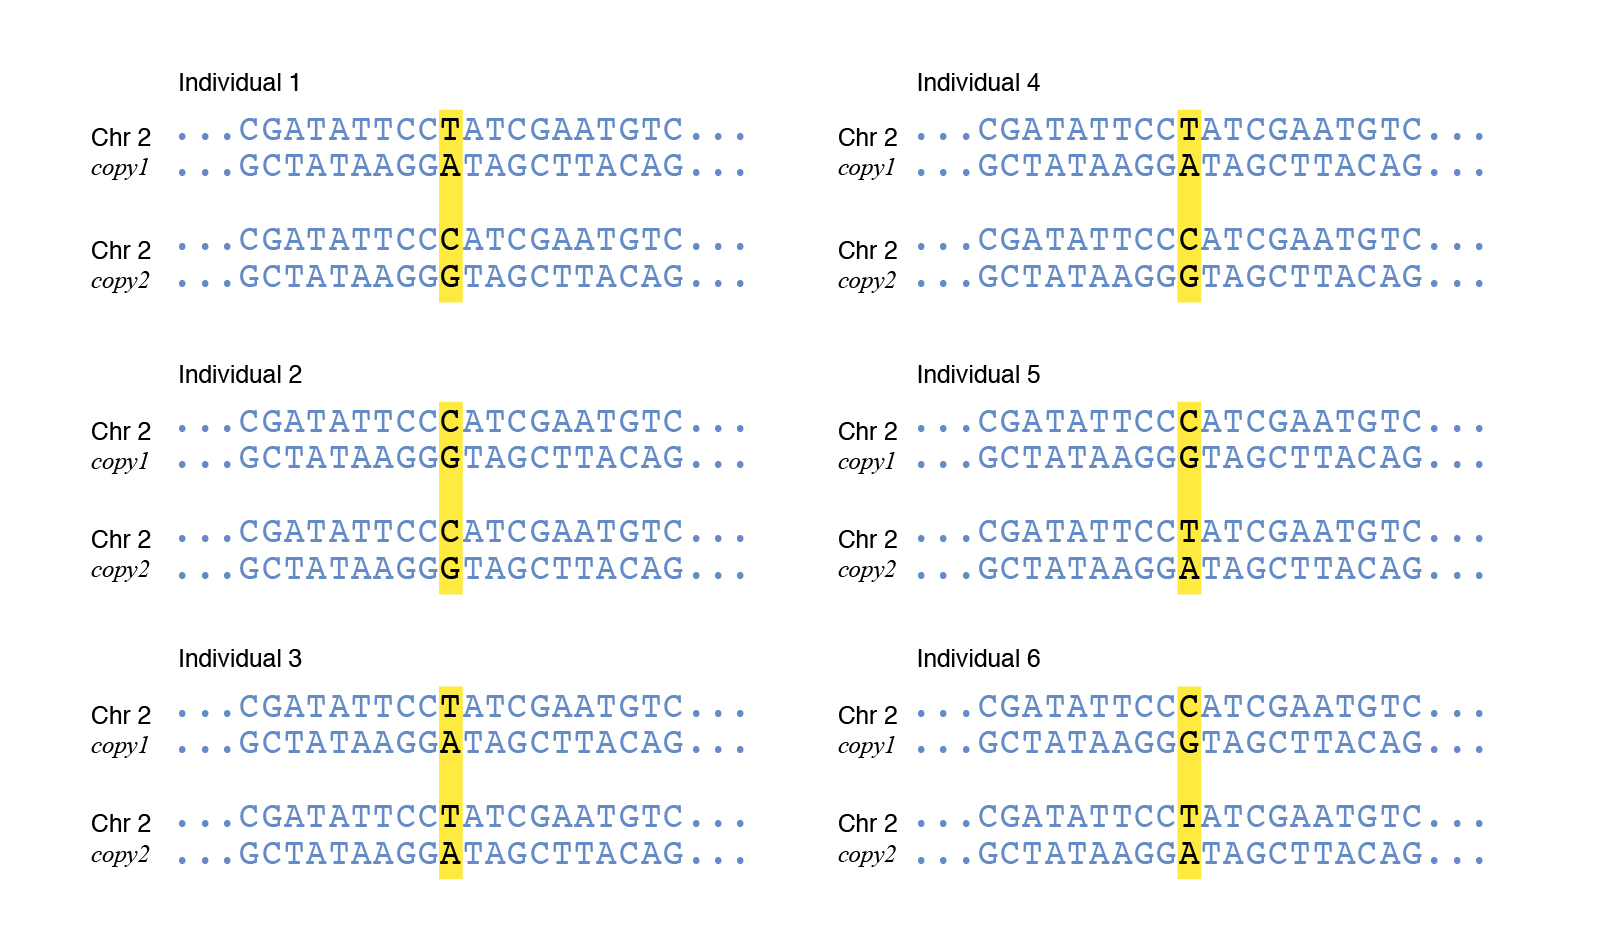 Individual 1
Chr 2 ...CGATATTCCTATCGAATGTC...
copy1 ...GCTATAAGGATAGCTTACAG...
Chr 2 ...CGATATTCCCATCGAATGTC...
copy2 ...GCTATAAGGGTAGCTTACAG...
Individual 2
Chr 2 ...CGATATTCCCATCGAATGTC...
copy1 ...GCTATAAGGGTAGCTTACAG...
Chr 2 ...CGATATTCCCATCGAATGTC...
copy2 ...GCTATAAGGGTAGCTTACAG...
Individual 3
Chr 2 ...CGATATTCCTATCGAATGTC...
copy1 ...GCTATAAGGATAGCTTACAG...
Chr 2 ...CGATATTCCTATCGAATGTC...
copy2 ...GCTATAAGGATAGCTTACAG...
Individual 4
Chr 2 ...CGATATTCCTATCGAATGTC...
copy1 ...GCTATAAGGATAGCTTACAG...
Chr 2 ...CGATATTCCCATCGAATGTC...
copy2 ...GCTATAAGGGTAGCTTACAG...
Individual 5
Chr 2 ...CGATATTCCCATCGAATGTC...
copy1 ...GCTATAAGGGTAGCTTACAG...
Chr 2 ...CGATATTCCTATCGAATGTC...
copy2 ...GCTATAAGGATAGCTTACAG...
Individual 6
Chr 2 ...CGATATTCCCATCGAATGTC...
copy1 ...GCTATAAGGGTAGCTTACAG...
Chr 2 ...CGATATTCCTATCGAATGTC...
copy2 ...GCTATAAGGATAGCTTACAG...